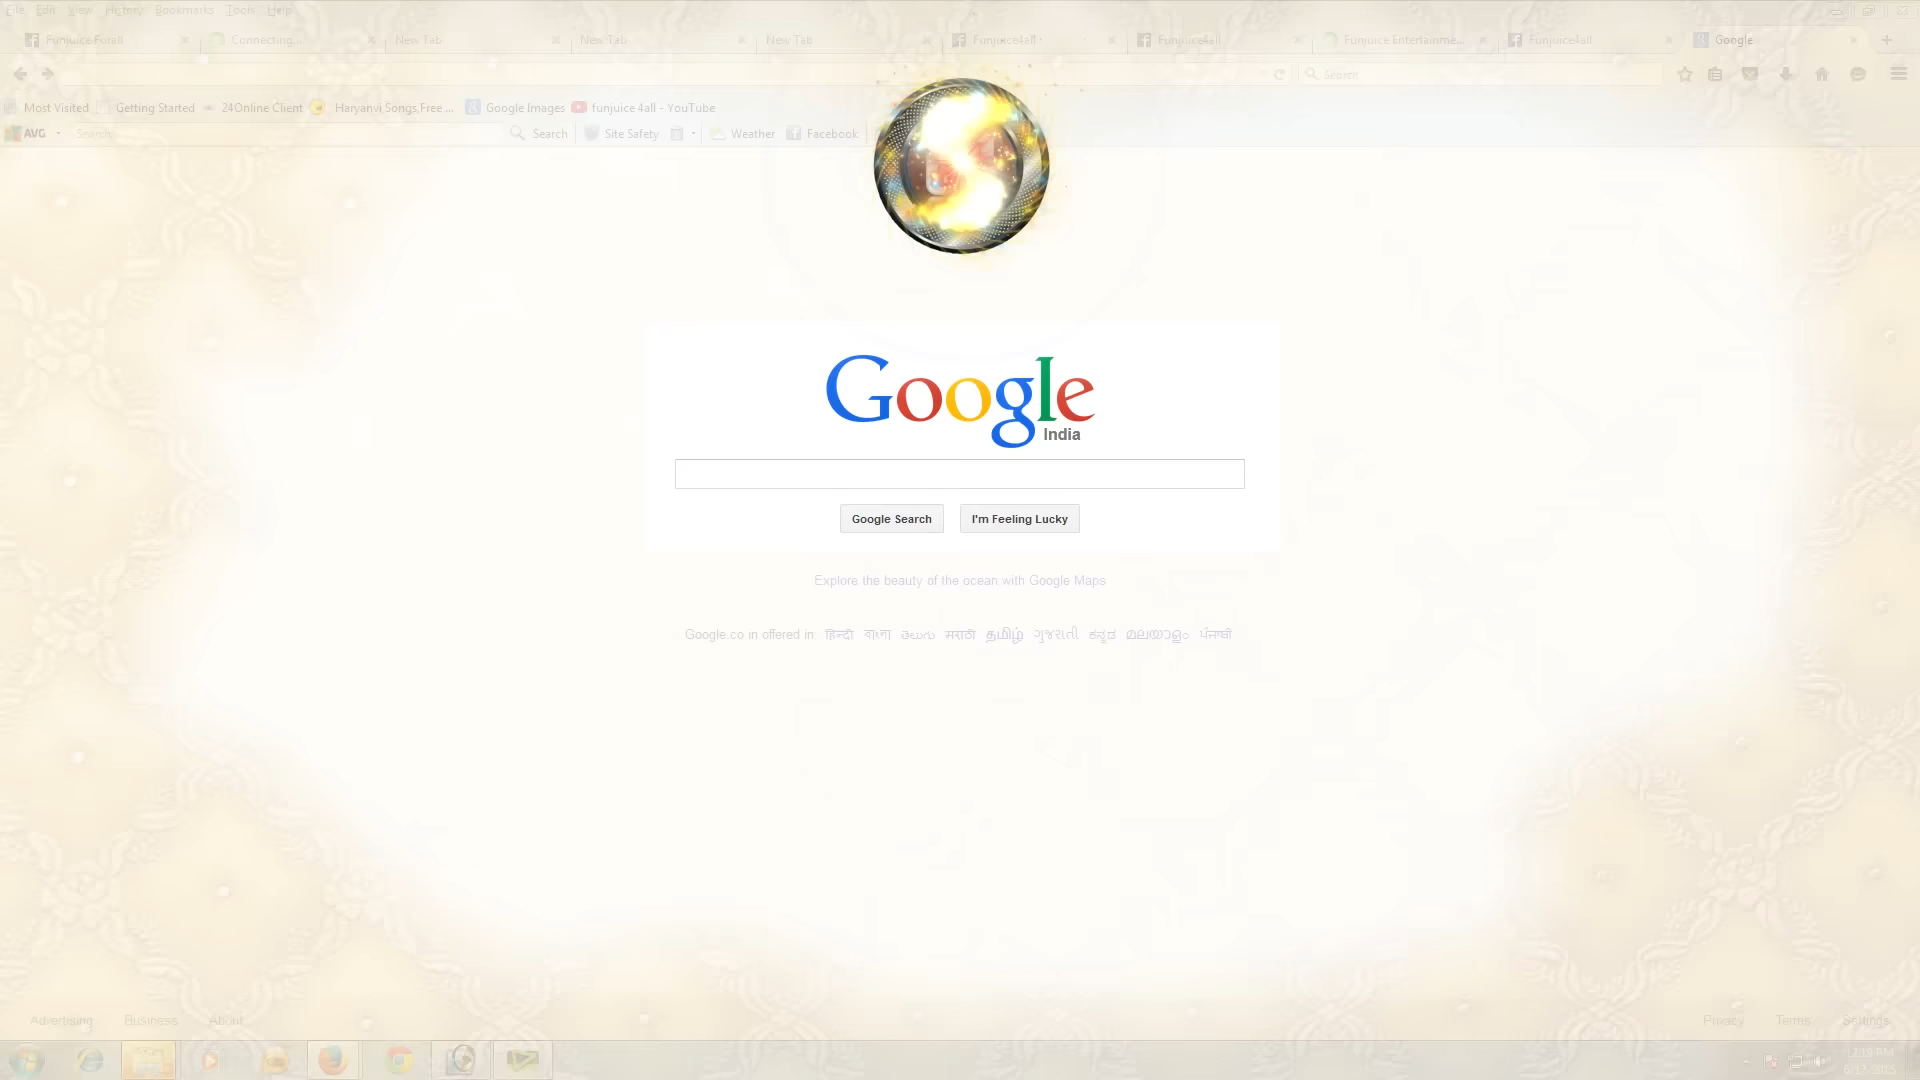 File Edit View History Bookmarks Tools Help
Funjuice Forall Connecting... New Tab New Tab New Tab Funjuice4all Funjuice4all Funjuice Entertainme... Funjuice4all Google
Search
Most Visited Getting Started 24Online Client Haryanvi Songs,Free ... Google Images funjuice 4all - YouTube
AVG Search Search Site Safety Weather Facebook
Google
India
Google Search I'm Feeling Lucky
Explore the beauty of the ocean with Google Maps
Google.co.in offered in: हिन्दी বাংলা తెలుగు मराठी தமிழ் ગુજરાતી ಕನ್ನಡ മലയാളം ਪੰਜਾਬੀ
Advertising Business About Privacy Terms Settings